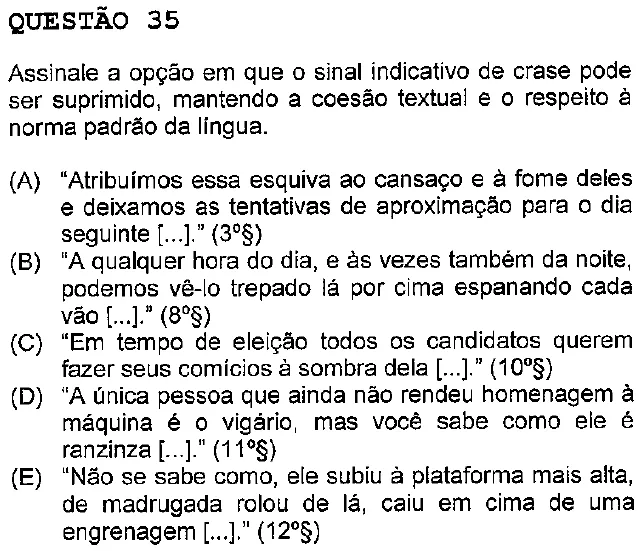 QUESTÃO 35
Assinale a opção em que o sinal indicativo de crase pode
ser suprimido, mantendo a coesão textual e o respeito à
norma padrão da língua.
(A) "Atribuímos essa esquiva ao cansaço e à fome deles
e deixamos as tentativas de aproximação para o dia
seguinte [...]." (3º§)
(B) "A qualquer hora do dia, e às vezes também da noite,
podemos vê-lo trepado lá por cima espanando cada
vão [...]." (8º§)
(C) "Em tempo de eleição todos os candidatos querem
fazer seus comícios à sombra dela [...]." (10º§)
(D) "A única pessoa que ainda não rendeu homenagem à
máquina é o vigário, mas você sabe como ele é
ranzinza [...]." (11º§)
(E) "Não se sabe como, ele subiu à plataforma mais alta,
de madrugada rolou de lá, caiu em cima de uma
engrenagem [...]." (12º§)